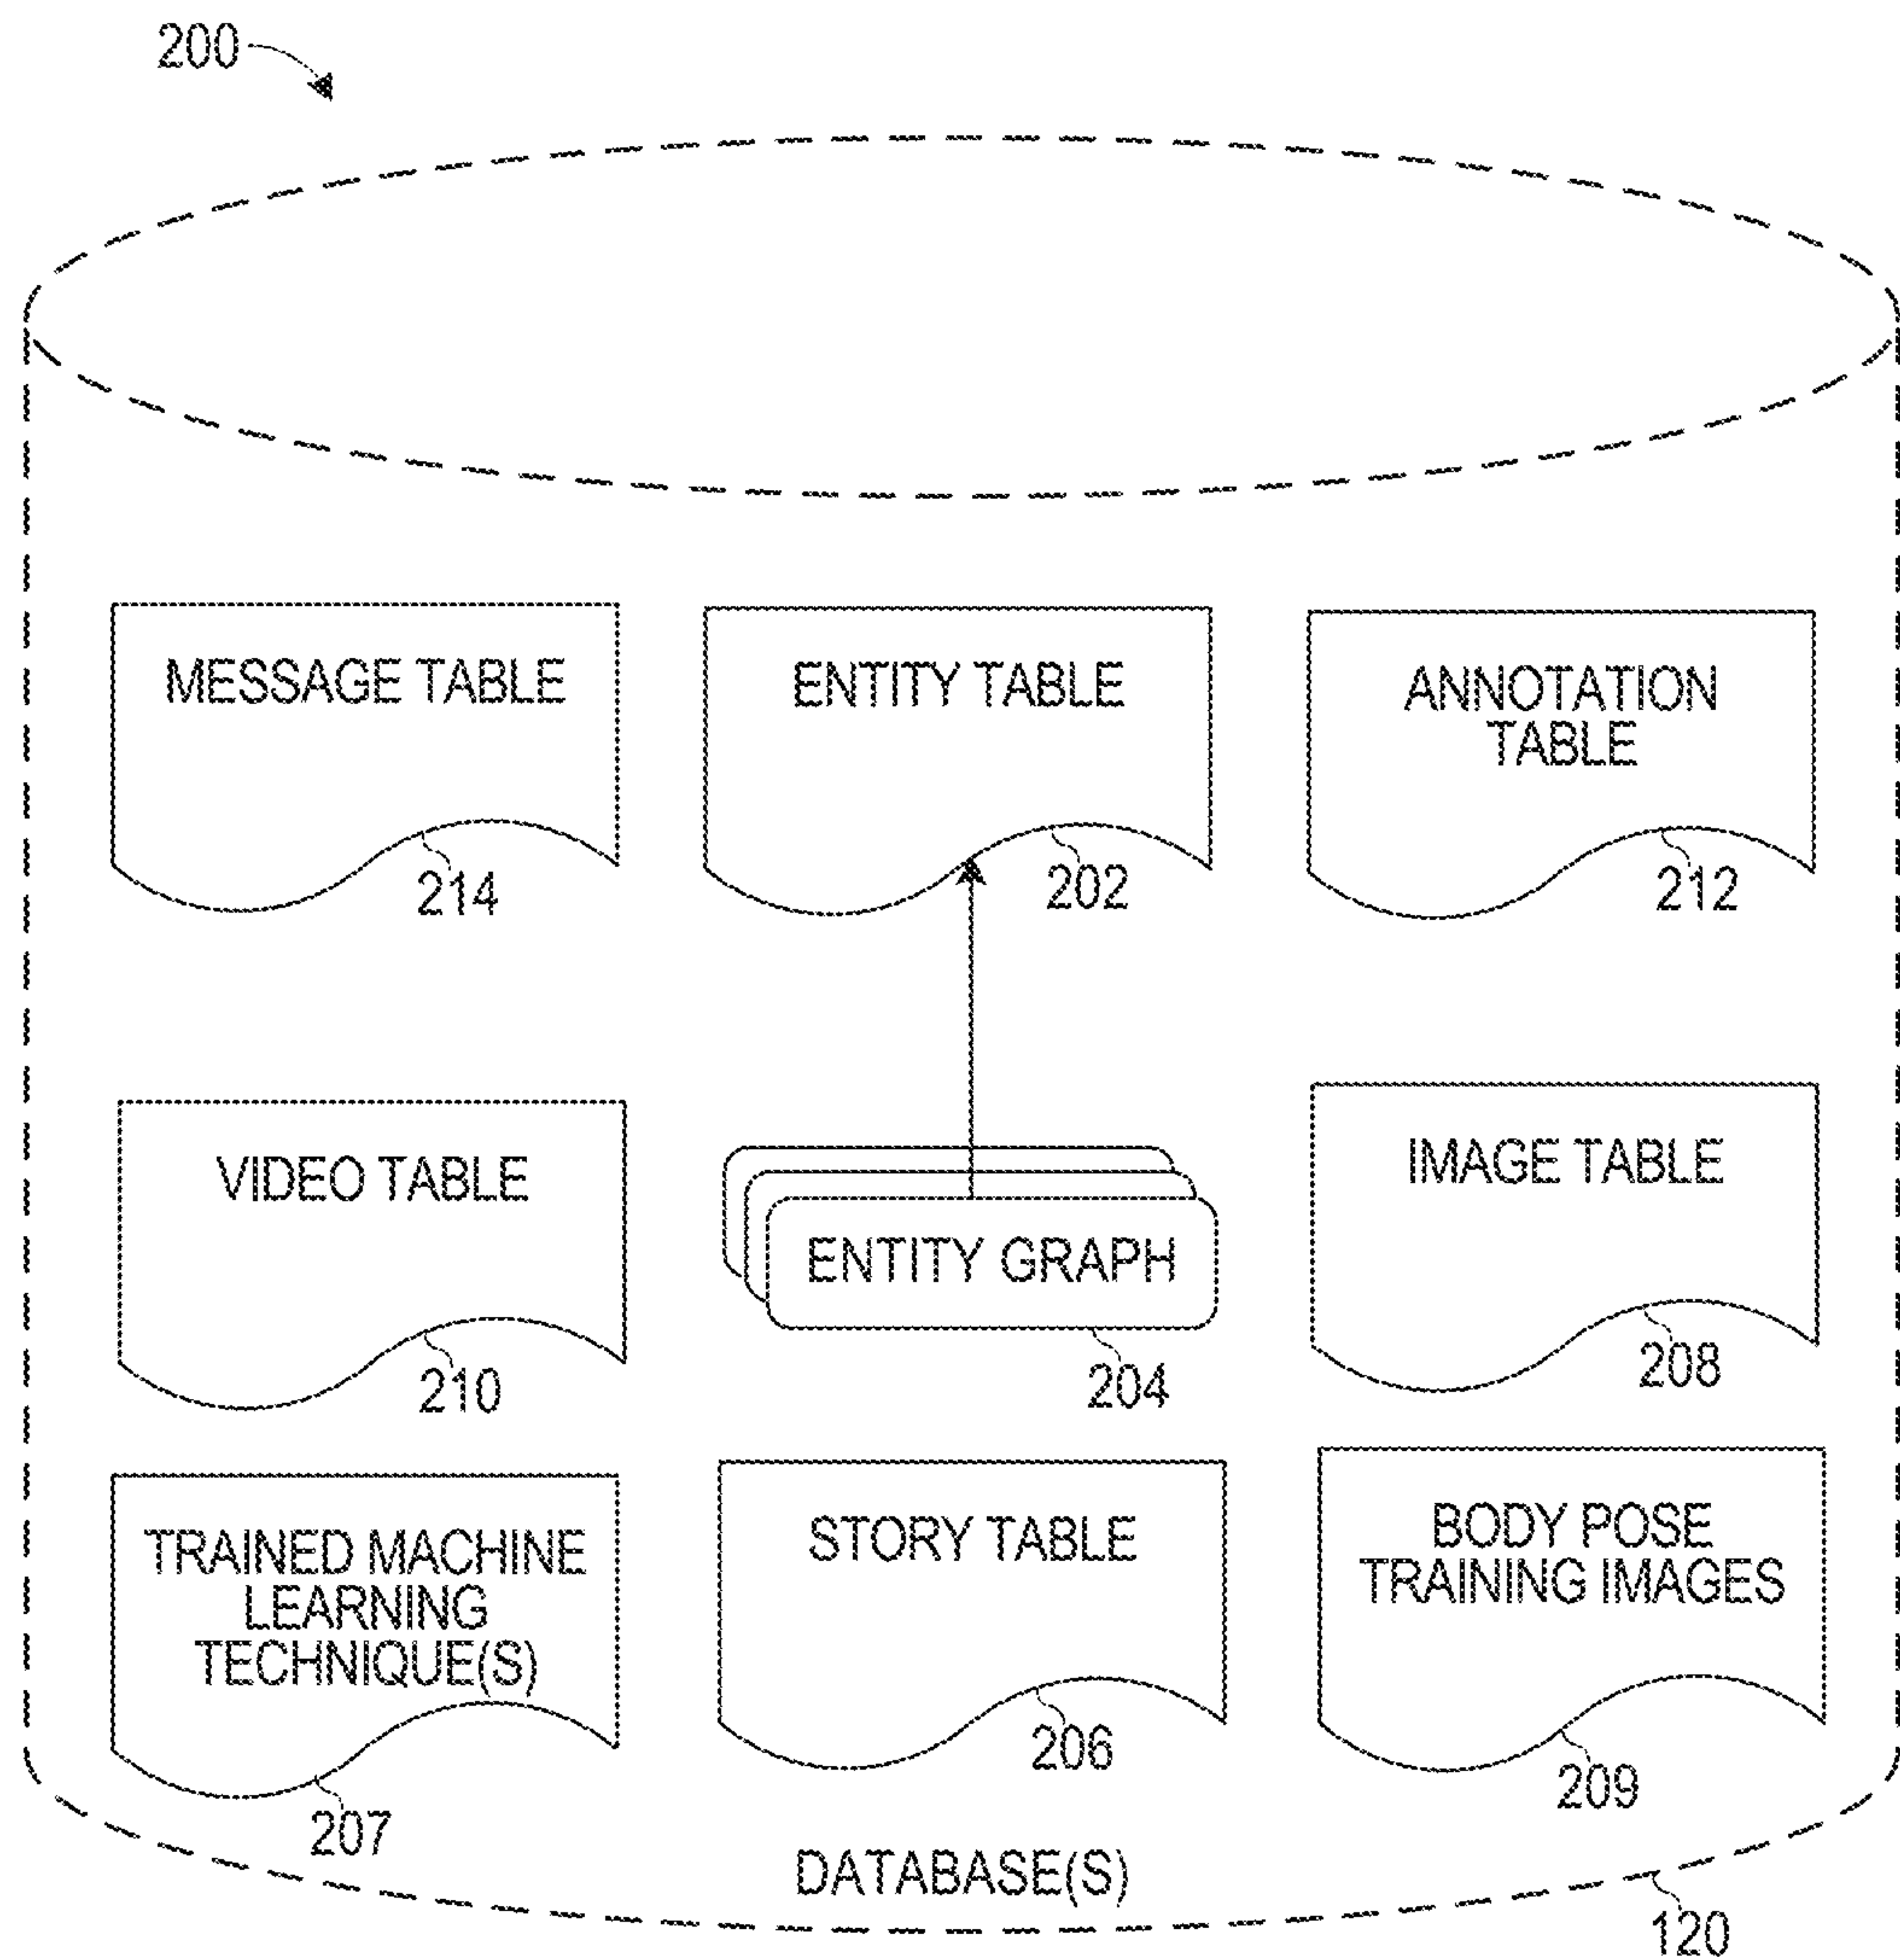 200
MESSAGE TABLE
214
ENTITY TABLE
202
ANNOTATION
TABLE
212
VIDEO TABLE
210
ENTITY GRAPH
204
IMAGE TABLE
208
TRAINED MACHINE
LEARNING
TECHNIQUE(S)
207
STORY TABLE
206
BODY POSE
TRAINING IMAGES
209
DATABASE(S)
120